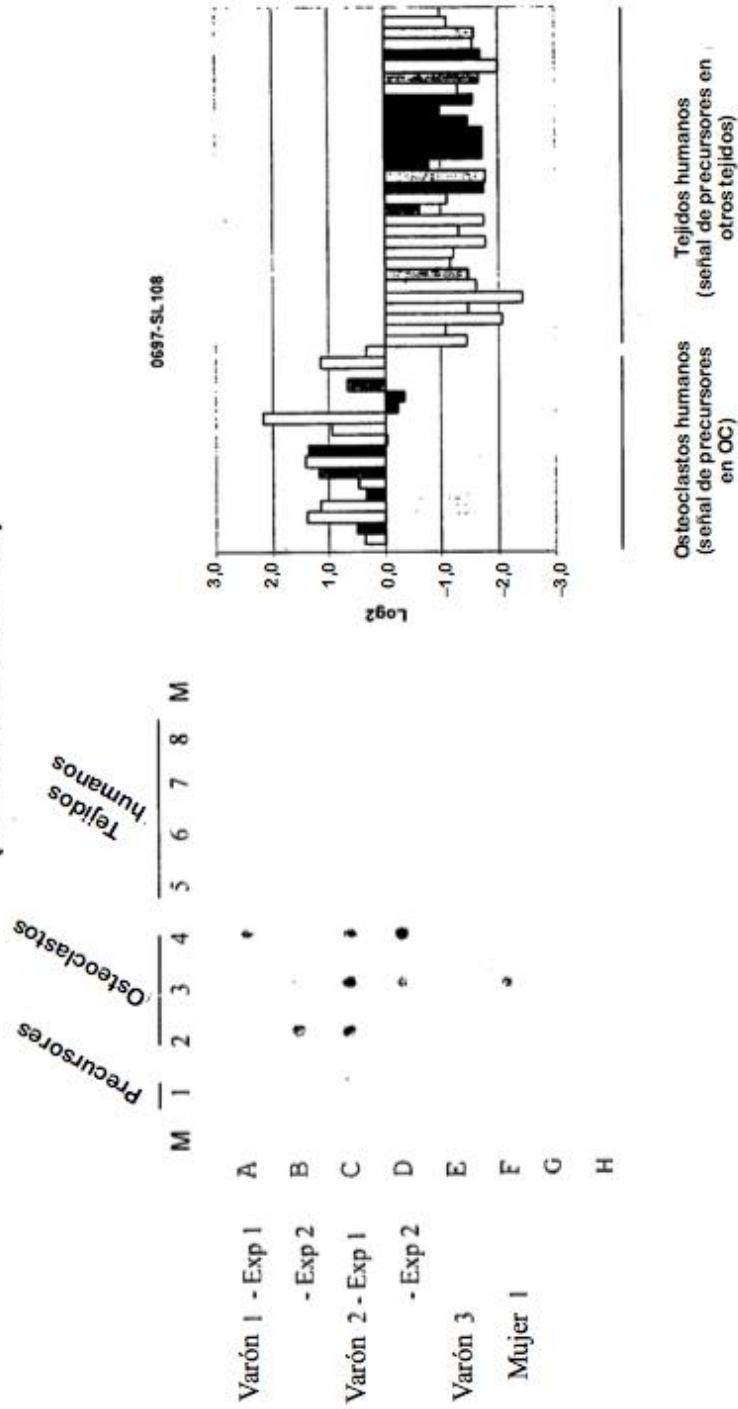 Precursores
Osteoclastos
Tejidos
humanos
M 1 2 3 4 5 6 7 8 M
Varón 1 - Exp 1 A
- Exp 2 B
Varón 2 - Exp 1 C
- Exp 2 D
Varón 3 E
Mujer 1 F
G
H
0697-SL108
3,0
2,0
1,0
0,0
-1,0
-2,0
-3,0
Log2
Osteoclastos humanos
(señal de precursores
en OC)
Tejidos humanos
(señal de precursores en
otros tejidos)